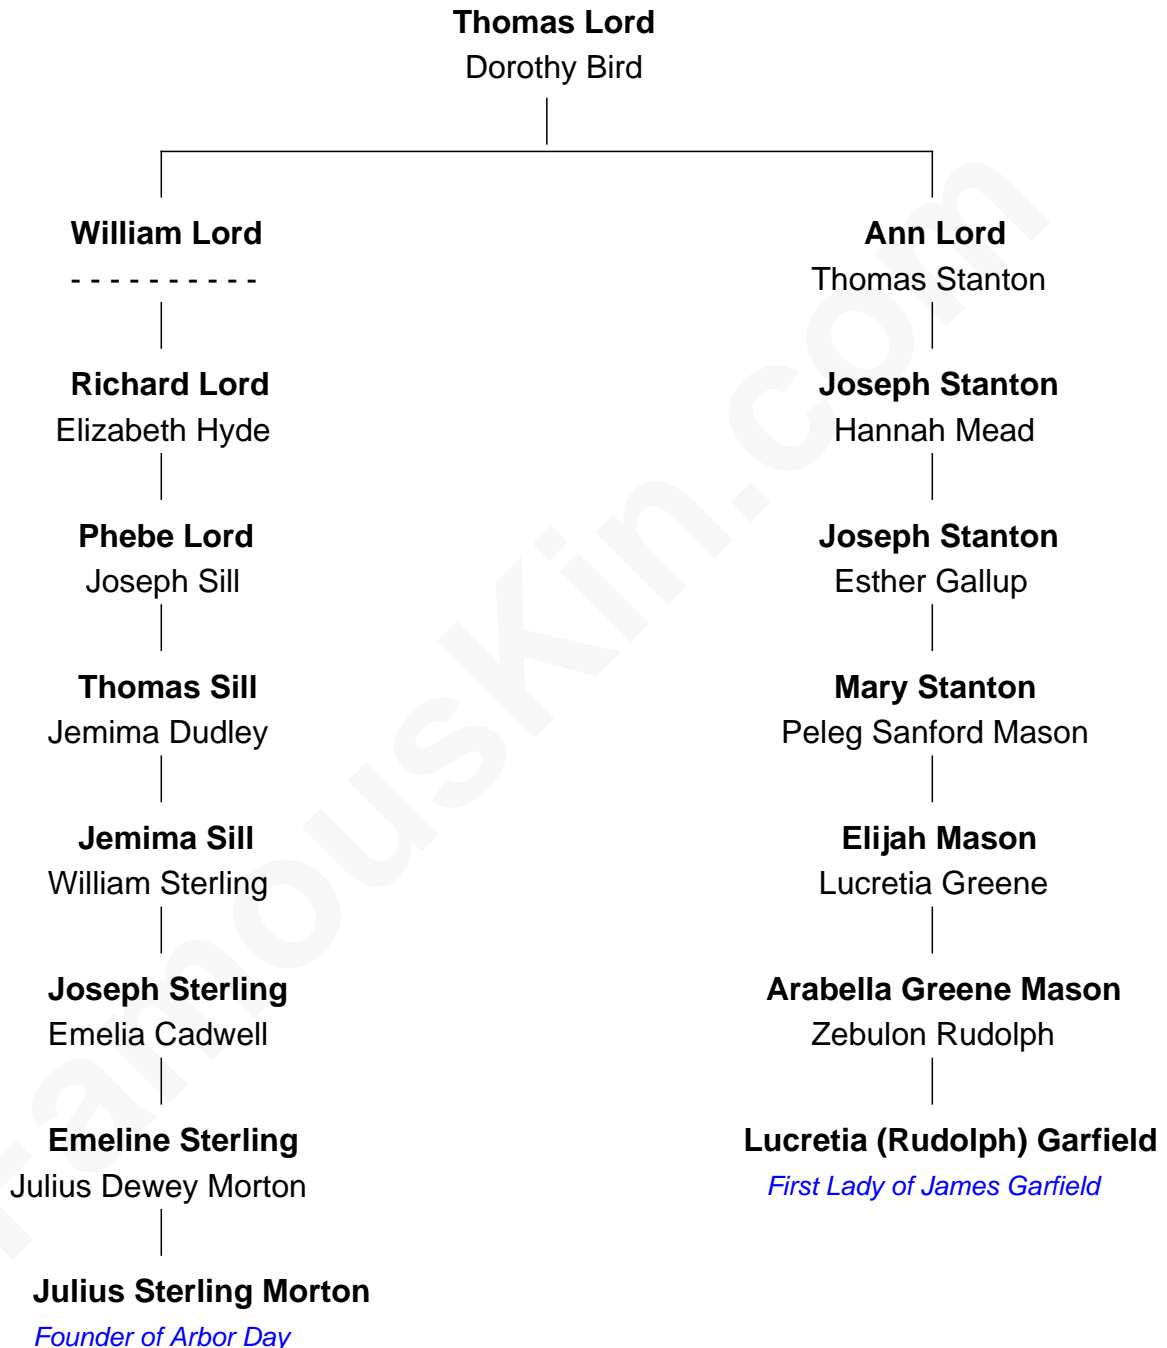 Thomas Lord
Dorothy Bird
William Lord
- - - - - - - - - -
Richard Lord
Elizabeth Hyde
Phebe Lord
Joseph Sill
Thomas Sill
Jemima Dudley
Jemima Sill
William Sterling
Joseph Sterling
Emelia Cadwell
Emeline Sterling
Julius Dewey Morton
Julius Sterling Morton
Founder of Arbor Day
Ann Lord
Thomas Stanton
Joseph Stanton
Hannah Mead
Joseph Stanton
Esther Gallup
Mary Stanton
Peleg Sanford Mason
Elijah Mason
Lucretia Greene
Arabella Greene Mason
Zebulon Rudolph
Lucretia (Rudolph) Garfield
First Lady of James Garfield
FamousKin.com